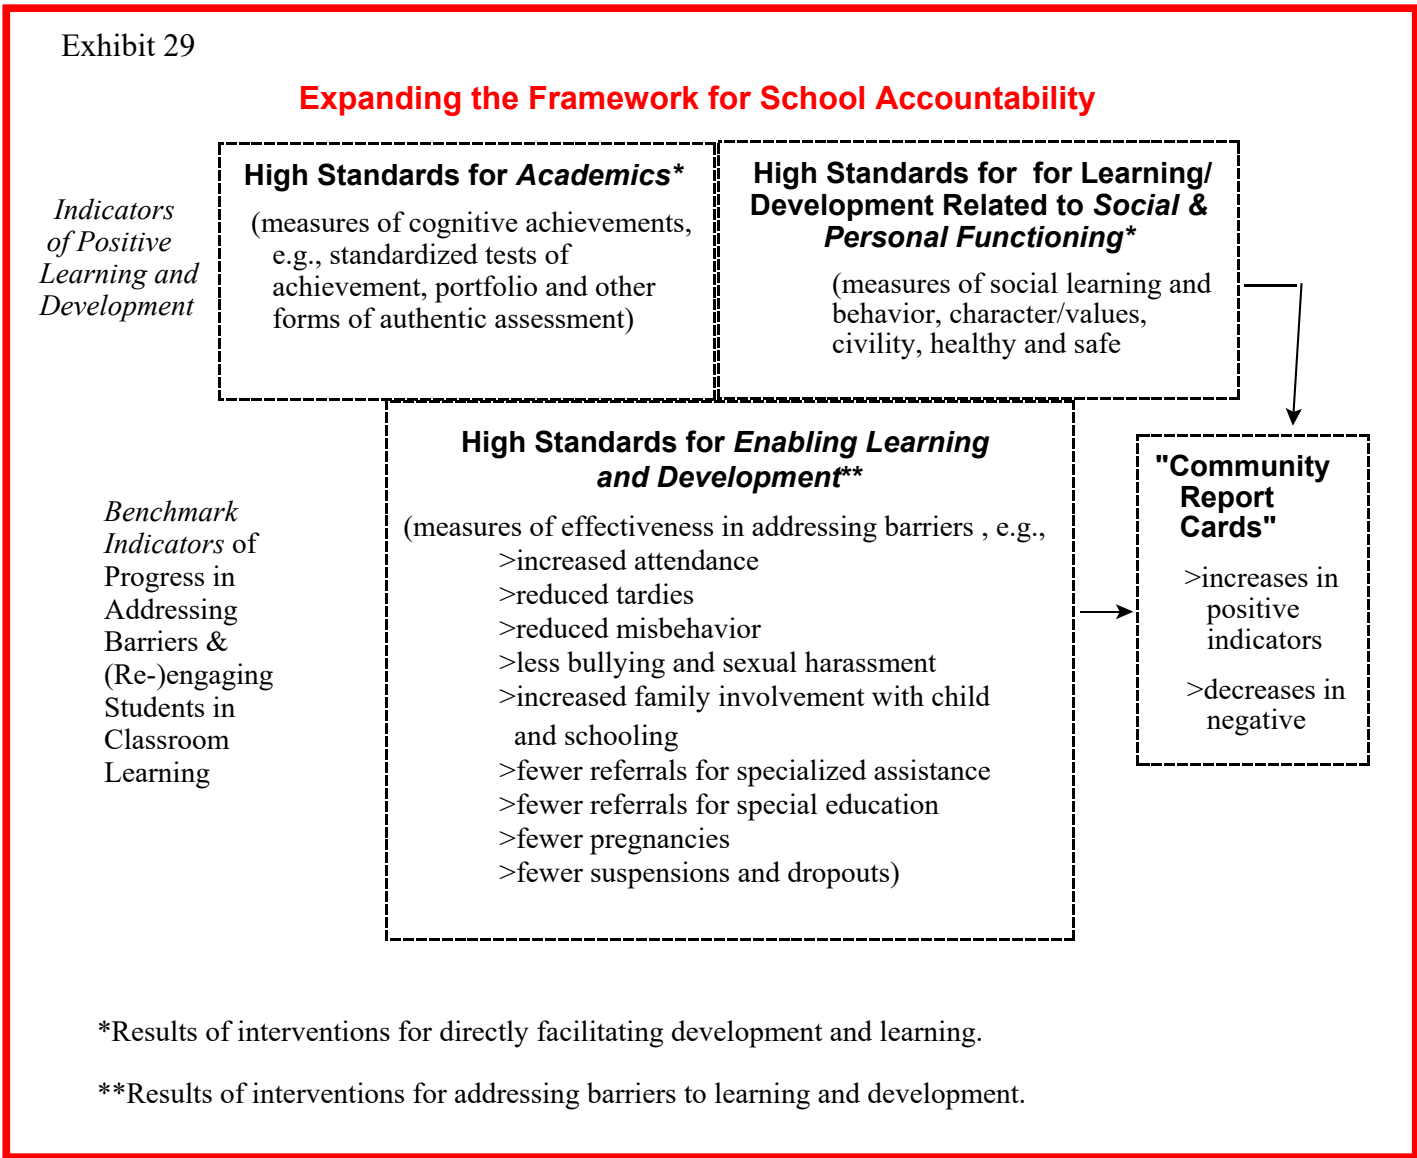 Exhibit 29
Expanding the Framework for School Accountability
Indicators
of Positive
Learning and
Development
High Standards for Academics*
(measures of cognitive achievements,
e.g., standardized tests of
achievement, portfolio and other
forms of authentic assessment)
High Standards for  for Learning/
Development Related to Social &
Personal Functioning*
(measures of social learning and
behavior, character/values,
civility, healthy and safe
Benchmark
Indicators of
Progress in
Addressing
Barriers &
(Re-)engaging
Students in
Classroom
Learning
High Standards for Enabling Learning
and Development**
(measures of effectiveness in addressing barriers , e.g.,
>increased attendance
>reduced tardies
>reduced misbehavior
>less bullying and sexual harassment
>increased family involvement with child
and schooling
>fewer referrals for specialized assistance
>fewer referrals for special education
>fewer pregnancies
>fewer suspensions and dropouts)
"Community
Report
Cards"
>increases in
positive
indicators
>decreases in
negative
*Results of interventions for directly facilitating development and learning.
**Results of interventions for addressing barriers to learning and development.